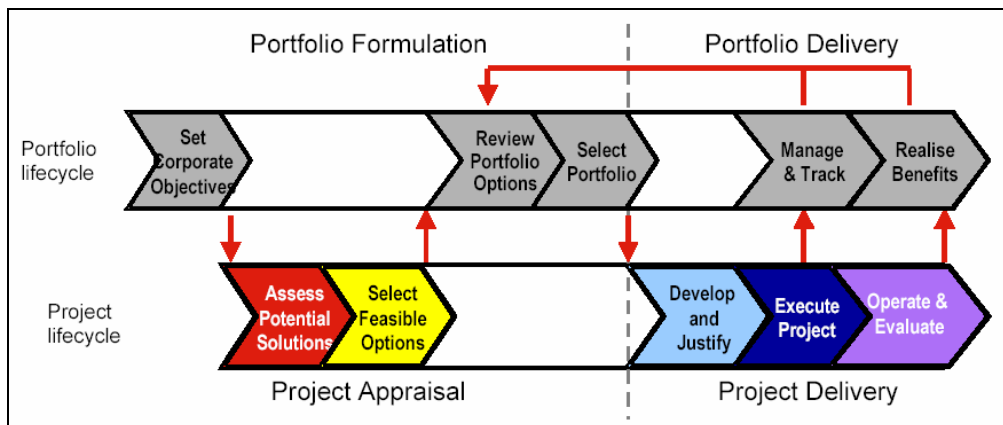 Portfolio Formulation
Portfolio Delivery
Portfolio
lifecycle
Set
Corporate
Objectives
Review
Portfolio
Options
Select
Portfolio
Manage
& Track
Realise
Benefits
Project
lifecycle
Assess
Potential
Solutions
Select
Feasible
Options
Develop
and
Justify
Execute
Project
Operate &
Evaluate
Project Appraisal
Project Delivery